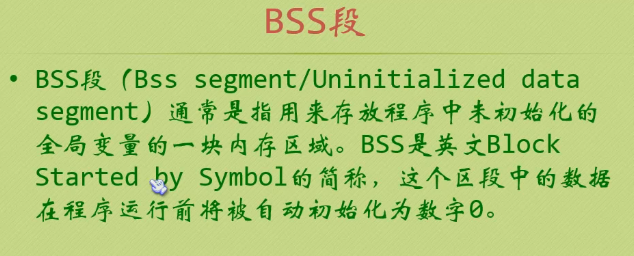 BSS段
• BSS段（Bss segment/Uninitialized data
segment）通常是指用来存放程序中未初始化的
全局变量的一块内存区域。BSS是英文Block
Started by Symbol的简称，这个区段中的数据
在程序运行前将被自动初始化为数字0。